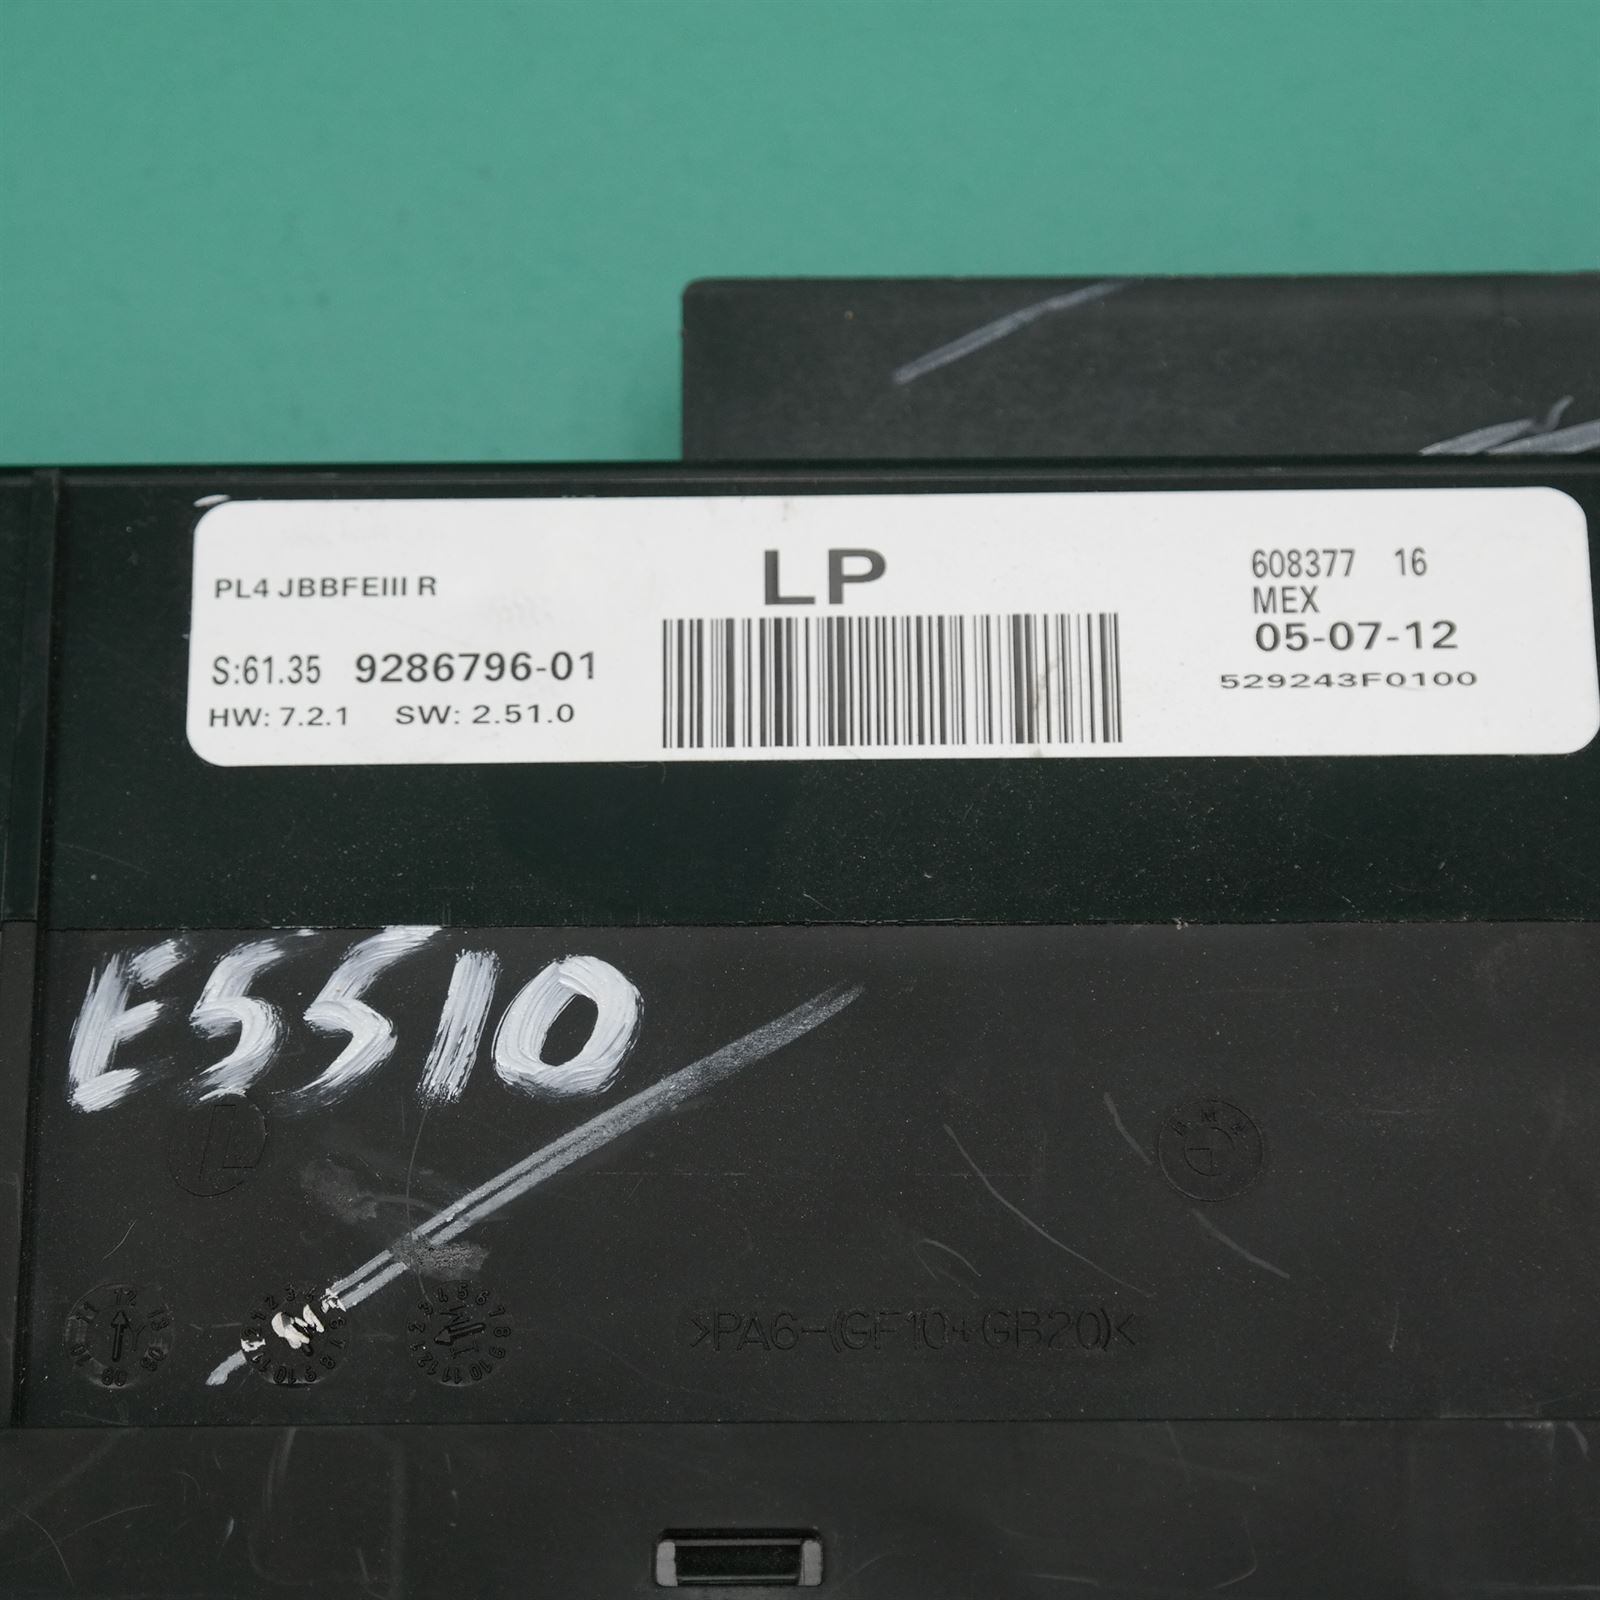 PL4 JBBFEIII R
S:61.35 9286796-01
HW: 7.2.1 SW: 2.51.0
LP
608377 16
MEX
05-07-12
529243F0100
E5510
BMW
>PA6-(GF10+GB20)<